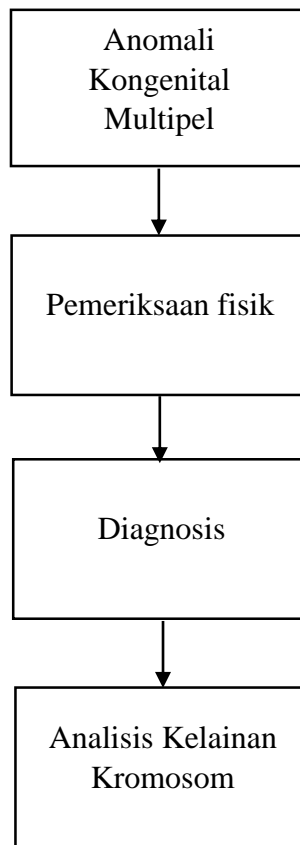 Anomali
Kongenital
Multipel
Pemeriksaan fisik
Diagnosis
Analisis Kelainan
Kromosom